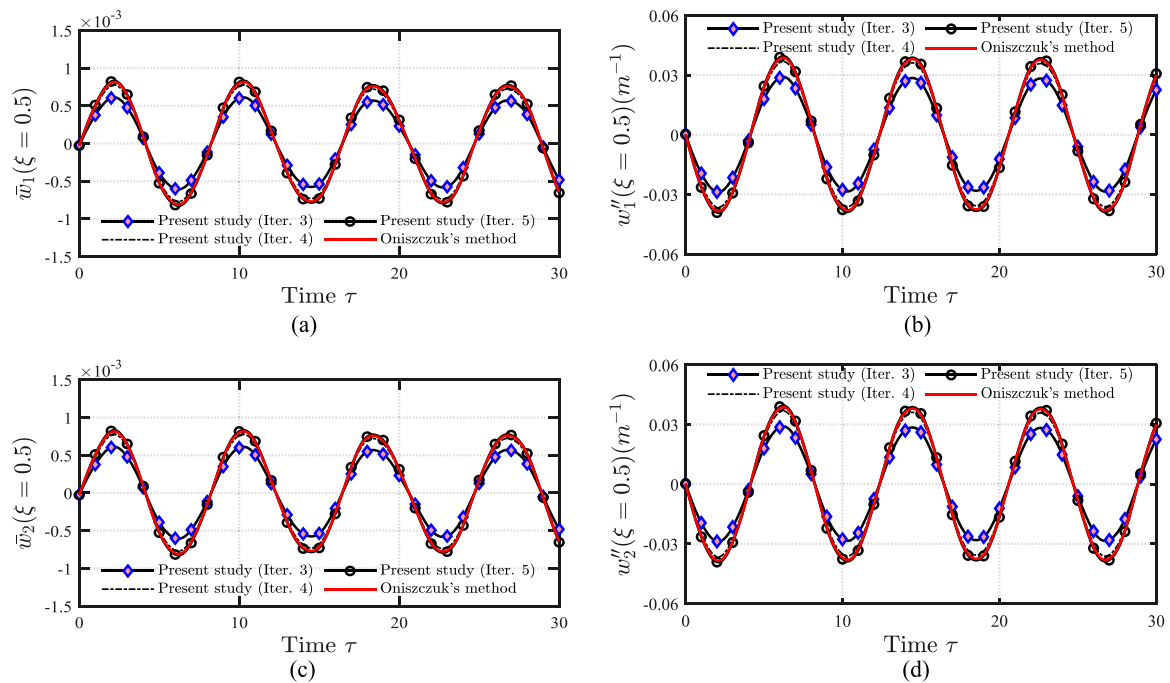 ×10⁻³
1.5
1
0.5
0
-0.5
-1
-1.5
w̄₁(ξ = 0.5)
Present study (Iter. 3) Present study (Iter. 5)
Present study (Iter. 4) Oniszczuk's method
0 10 20 30
Time τ
(a)
0.06
0.03
0
-0.03
-0.06
w₁″(ξ = 0.5)(m⁻¹)
Present study (Iter. 3) Present study (Iter. 5)
Present study (Iter. 4) Oniszczuk's method
0 10 20 30
Time τ
(b)
×10⁻³
1.5
1
0.5
0
-0.5
-1
-1.5
w̄₂(ξ = 0.5)
Present study (Iter. 3) Present study (Iter. 5)
Present study (Iter. 4) Oniszczuk's method
0 10 20 30
Time τ
(c)
0.06
0.03
0
-0.03
-0.06
w₂″(ξ = 0.5)(m⁻¹)
Present study (Iter. 3) Present study (Iter. 5)
Present study (Iter. 4) Oniszczuk's method
0 10 20 30
Time τ
(d)